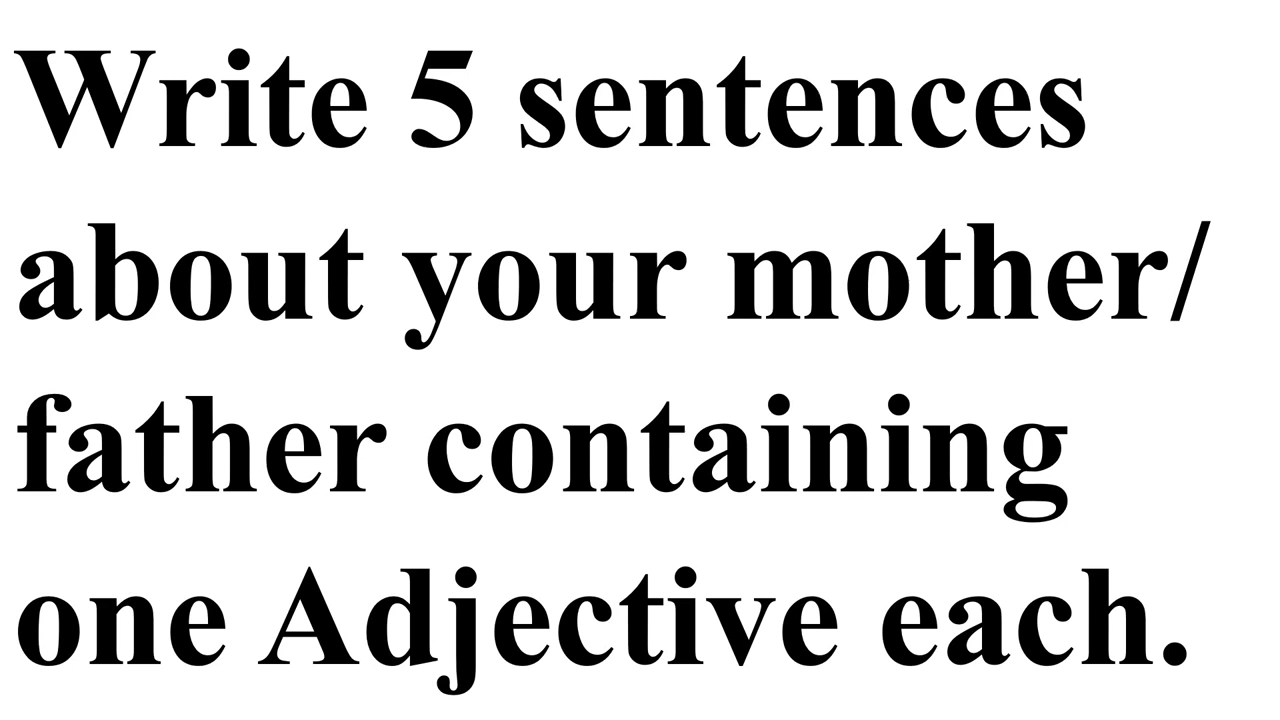 Write 5 sentences
about your mother/
father containing
one Adjective each.